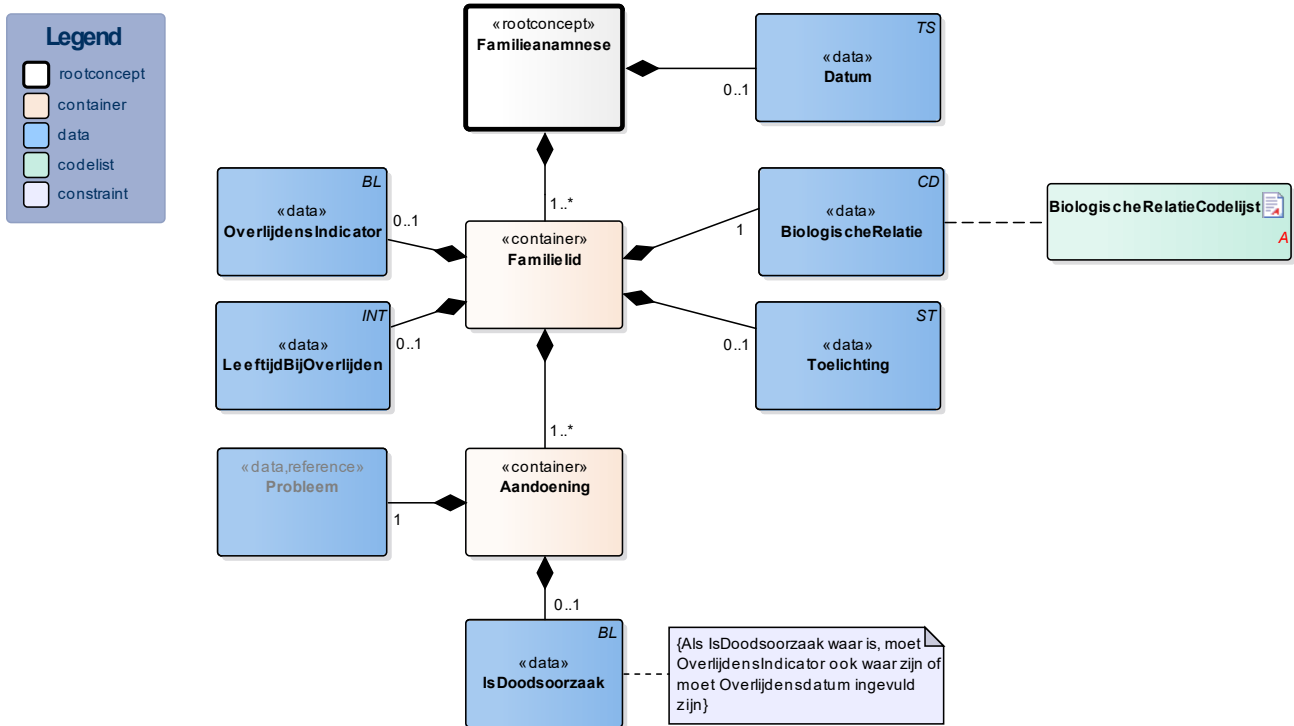 Legend
rootconcept
container
data
codelist
constraint
«rootconcept»
Familieanamnese
TS
«data»
Datum
0..1
BL
«data»
OverlijdensIndicator
0..1
1..*
«container»
Familielid
CD
«data»
BiologischeRelatie
1
BiologischeRelatieCodelijst
A
INT
«data»
LeeftijdBijOverlijden
0..1
ST
«data»
Toelichting
0..1
1..*
«data,reference»
Probleem
1
«container»
Aandoening
0..1
BL
«data»
IsDoodsoorzaak
{Als IsDoodsoorzaak waar is, moet
OverlijdensIndicator ook waar zijn of
moet Overlijdensdatum ingevuld
zijn}